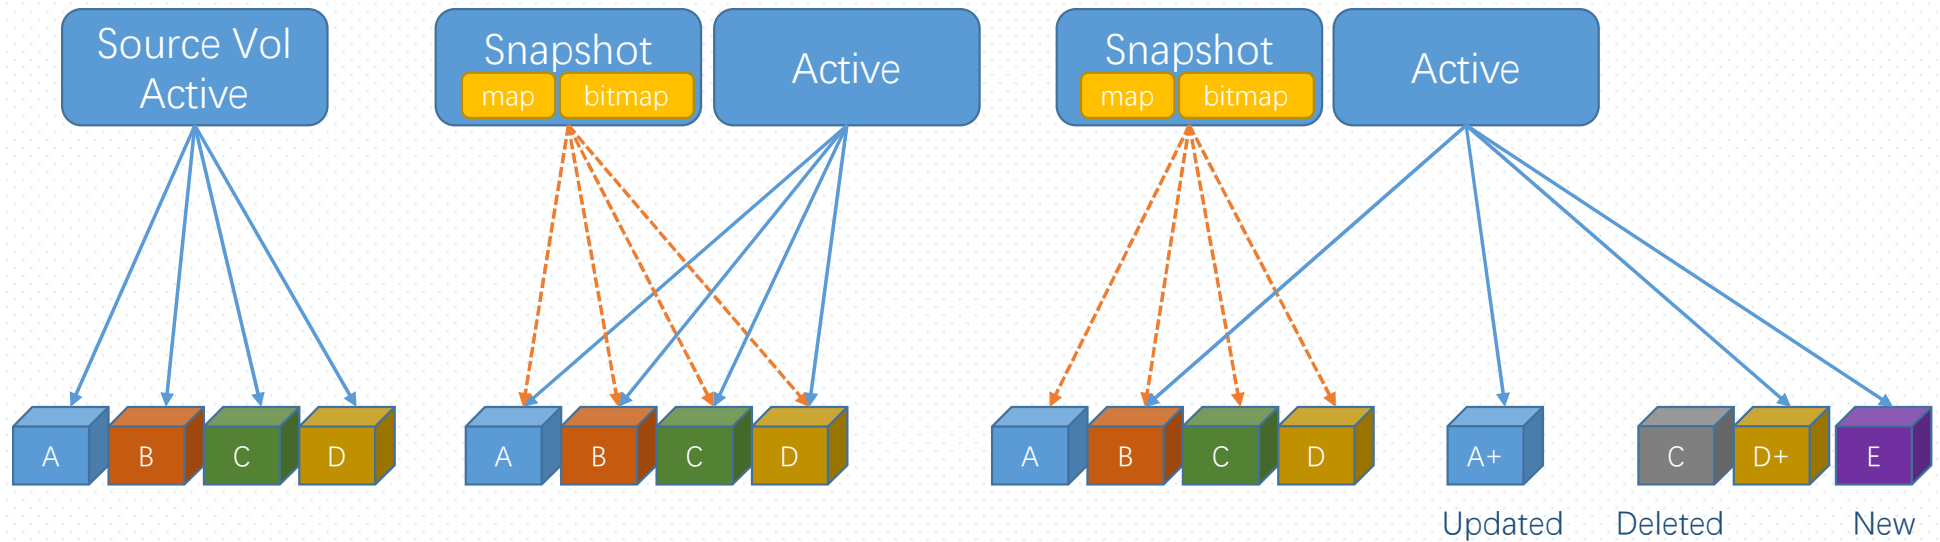 Source Vol
Active
Snapshot
map bitmap
Active
Snapshot
map bitmap
Active
A B C D
A B C D
A B C D
A+
C D+ E
Updated Deleted New